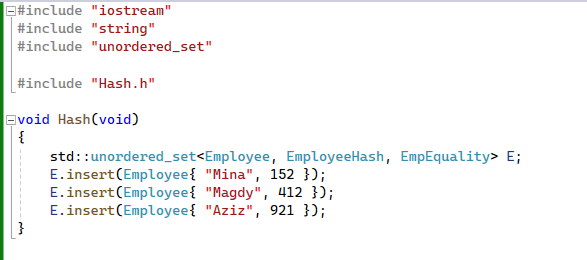 #include "iostream"
#include "string"
#include "unordered_set"
#include "Hash.h"
void Hash(void)
{
std::unordered_set<Employee, EmployeeHash, EmpEquality> E;
E.insert(Employee{ "Mina", 152 });
E.insert(Employee{ "Magdy", 412 });
E.insert(Employee{ "Aziz", 921 });
}